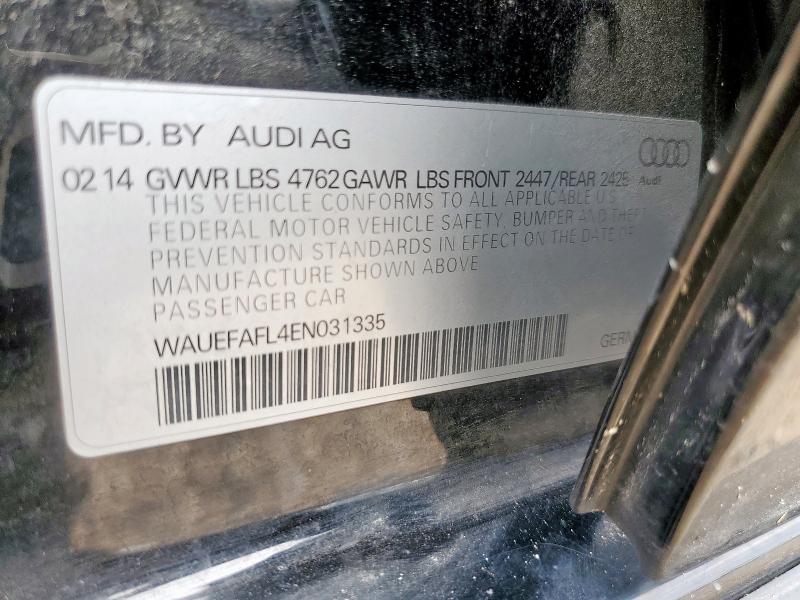 MFD. BY AUDI AG
02 14 GVWR LBS 4762 GAWR LBS FRONT 2447/REAR 2425
Audi
THIS VEHICLE CONFORMS TO ALL APPLICABLE U.S.
FEDERAL MOTOR VEHICLE SAFETY, BUMPER AND THEFT
PREVENTION STANDARDS IN EFFECT ON THE DATE OF
MANUFACTURE SHOWN ABOVE
PASSENGER CAR
WAUEFAFL4EN031335
GERM